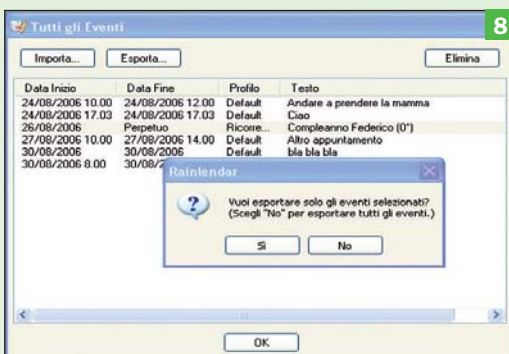 8
Tutti gli Eventi
Importa... Esporta... Elimina
Data Inizio Data Fine Profilo Testo
24/08/2006 10.00 24/08/2006 12.00 Default Andare a prendere la mamma
24/08/2006 17.03 24/08/2006 17.03 Default Ciao
26/08/2006 Perpetuo Ricorre... Compleanno Federico (0°)
27/08/2006 10.00 27/08/2006 14.00 Default Altro appuntamento
30/08/2006 30/08/2006 Default bla bla bla
30/08/2006 8.00 30/08/2
Rainlendar
Vuoi esportare solo gli eventi selezionati?
(Scegli "No" per esportare tutti gli eventi.)
Sì No
OK